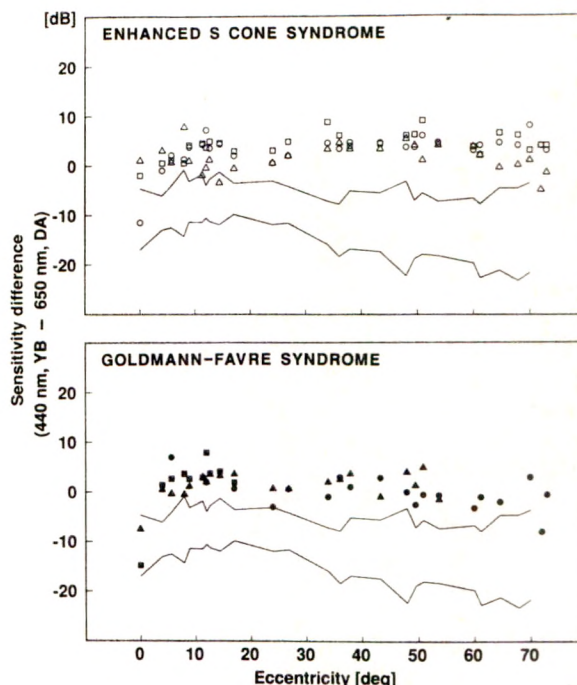 [dB]
ENHANCED S CONE SYNDROME
20
10
0
-10
-20
Sensitivity difference
(440 nm, YB – 650 nm, DA)
GOLDMANN-FAVRE SYNDROME
20
10
0
-10
-20
0 10 20 30 40 50 60 70
Eccentricity [deg]